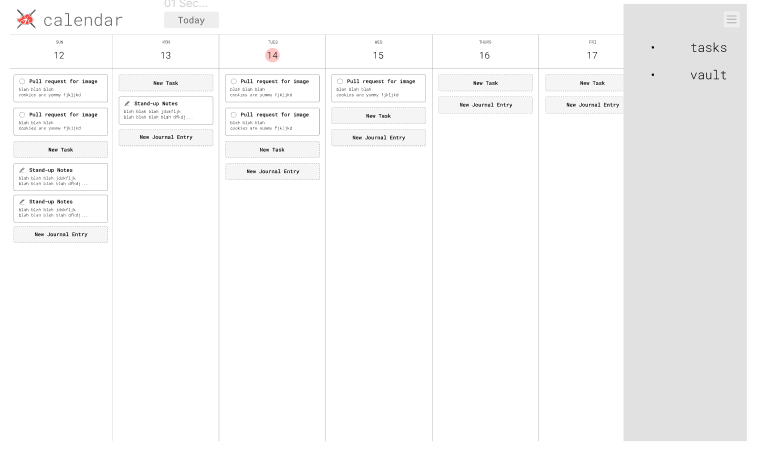 01 Sec...
calendar
Today
tasks
vault
SUN
12
MON
13
TUES
14
WED
15
THURS
16
FRI
17
Pull request for image
blah blah blah
cookies are yummy fjkljkd
Pull request for image
blah blah blah
cookies are yummy fjkljkd
New Task
Stand-up Notes
blah blah blah jdskfljk
blah blah blah blah dfkdj...
Stand-up Notes
blah blah blah jdskfljk
blah blah blah blah dfkdj...
New Journal Entry
New Task
Stand-up Notes
blah blah blah jdskfljk
blah blah blah blah dfkdj...
New Journal Entry
Pull request for image
blah blah blah
cookies are yummy fjkljkd
Pull request for image
blah blah blah
cookies are yummy fjkljkd
New Task
New Journal Entry
Pull request for image
blah blah blah
cookies are yummy fjkljkd
New Task
New Journal Entry
New Task
New Journal Entry
New Task
New Journal Entry